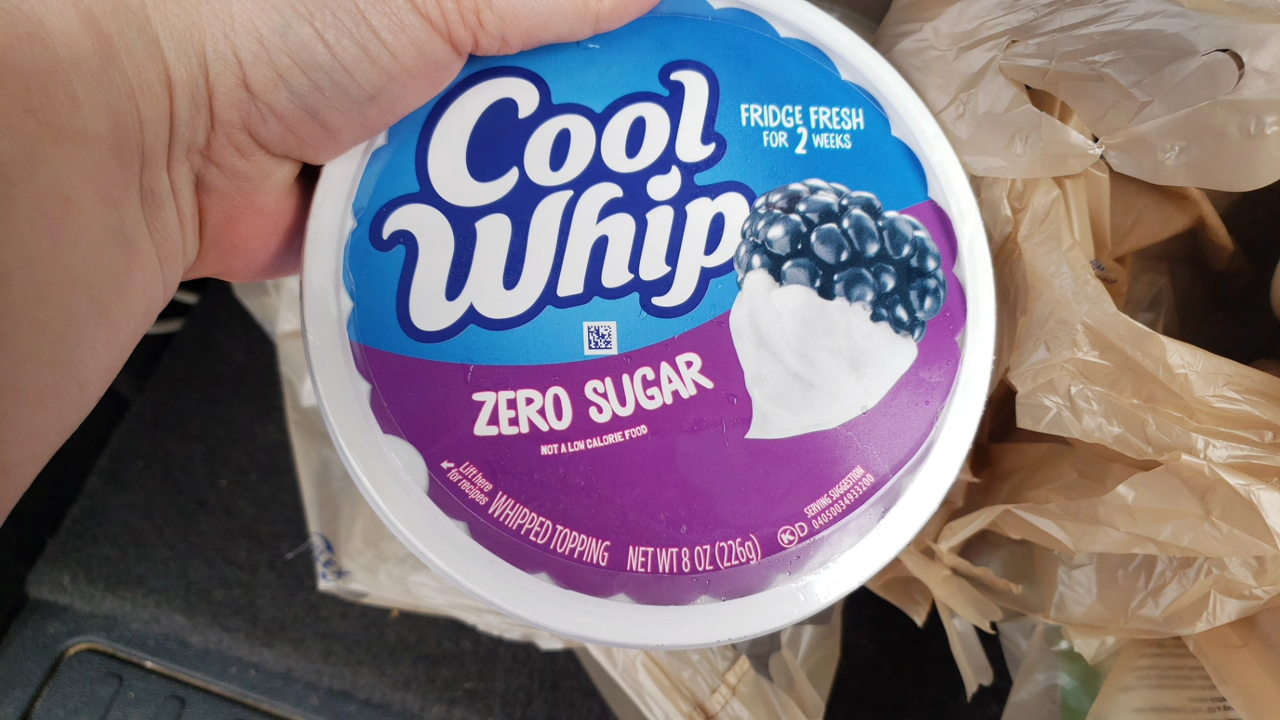 Cool
Whip
FRIDGE FRESH
FOR 2 WEEKS
ZERO SUGAR
NOT A LOW CALORIE FOOD
Lift here
for recipes
WHIPPED TOPPING
NET WT 8 OZ (226g)
K D
SERVING SUGGESTION
04050034933200